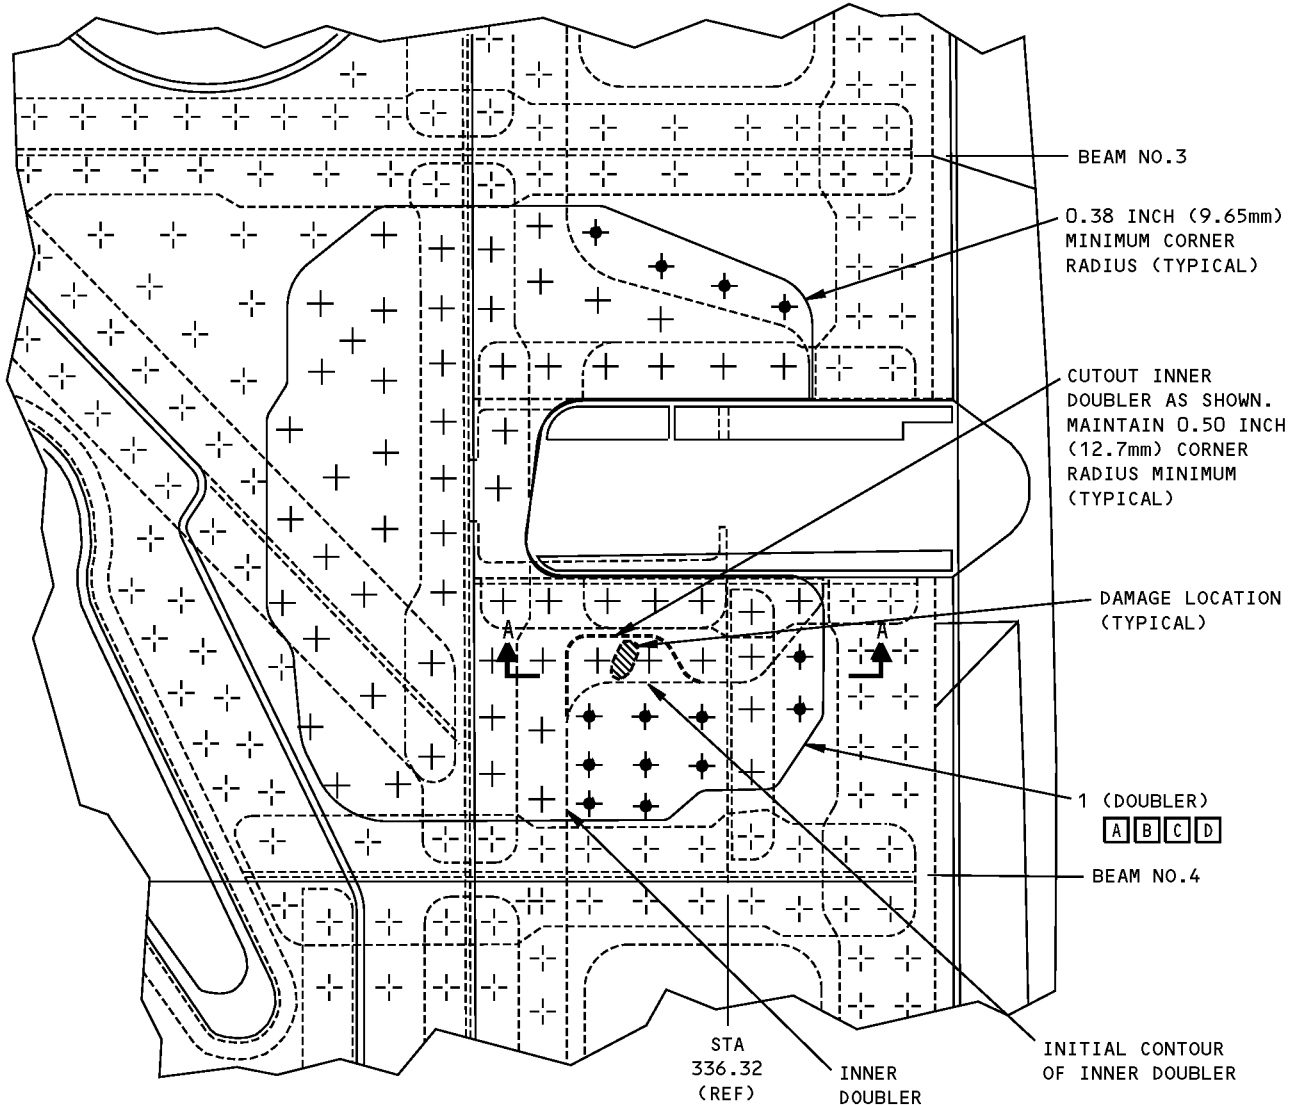 BEAM NO.3
0.38 INCH (9.65mm)
MINIMUM CORNER
RADIUS (TYPICAL)
CUTOUT INNER
DOUBLER AS SHOWN.
MAINTAIN 0.50 INCH
(12.7mm) CORNER
RADIUS MINIMUM
(TYPICAL)
DAMAGE LOCATION
(TYPICAL)
A
A
1 (DOUBLER)
A B C D
BEAM NO.4
STA
336.32
(REF)
INNER
DOUBLER
INITIAL CONTOUR
OF INNER DOUBLER